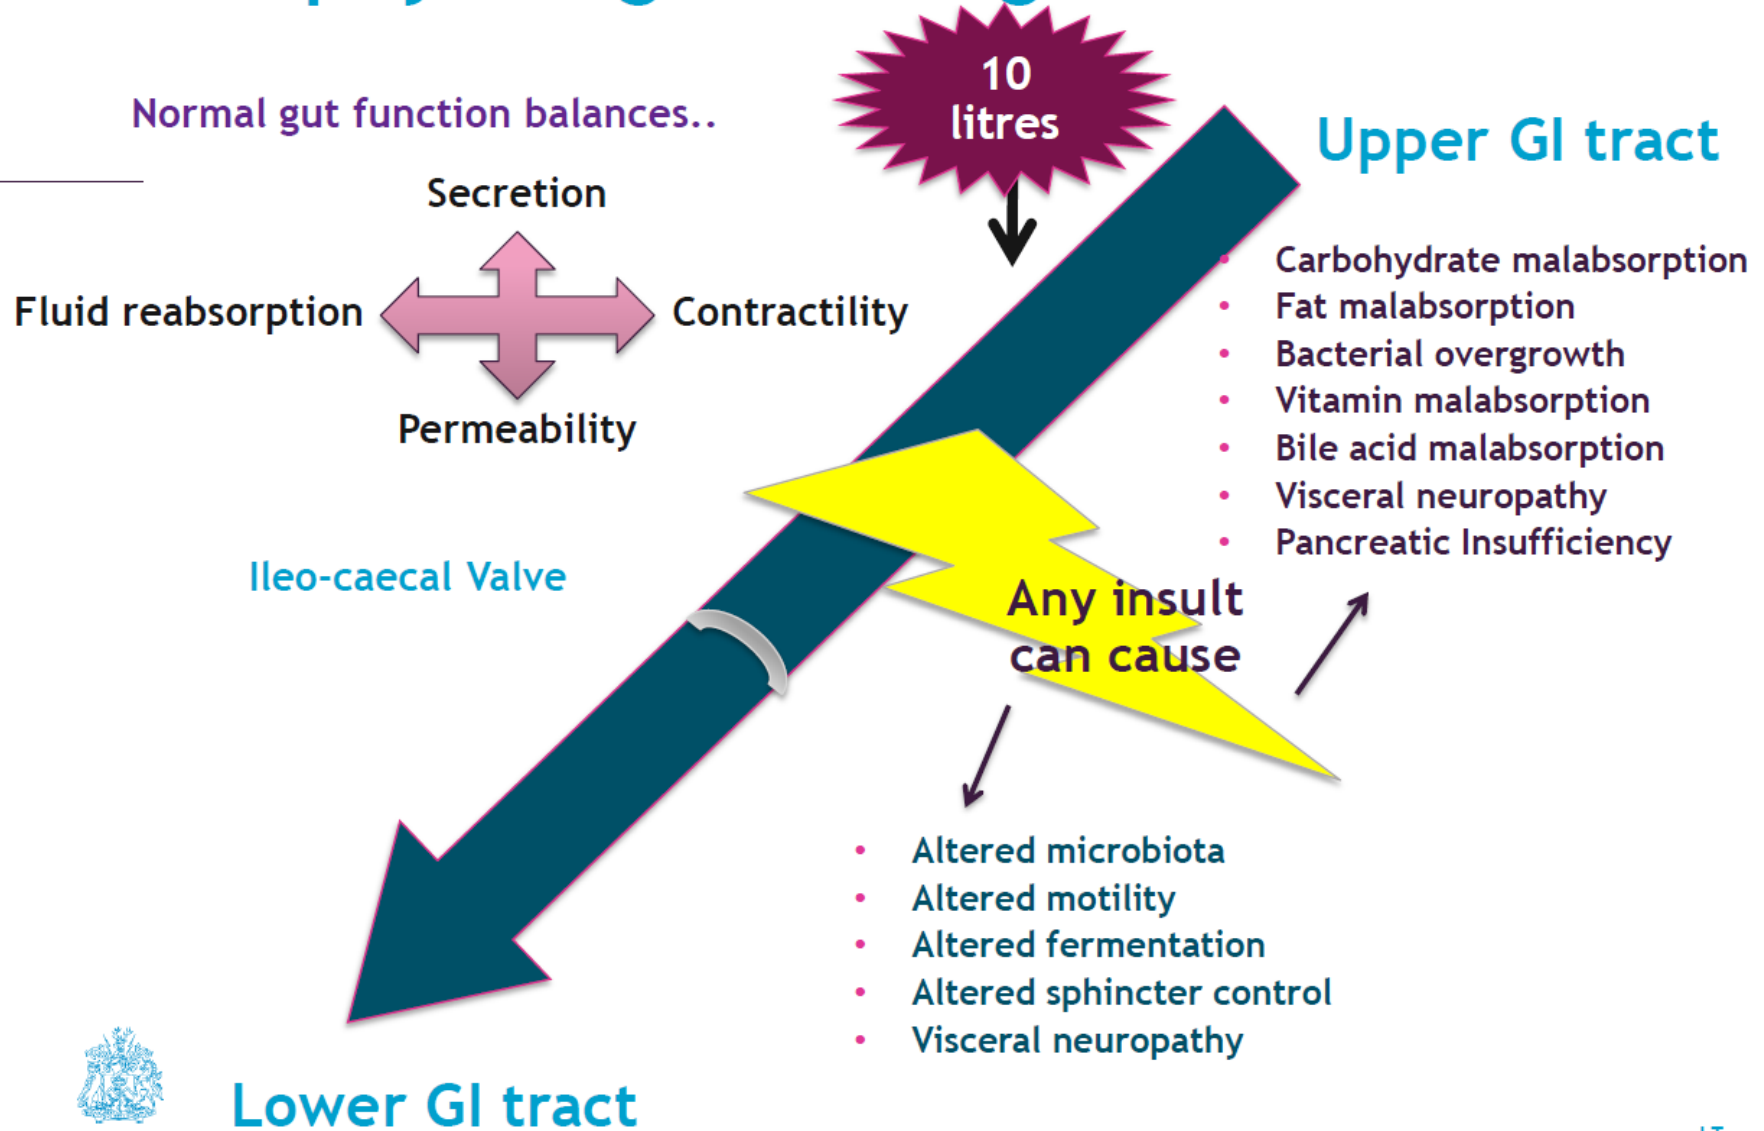 10
litres
Normal gut function balances..
Upper GI tract
Secretion
Fluid reabsorption
Contractility
Permeability
• Carbohydrate malabsorption
• Fat malabsorption
• Bacterial overgrowth
• Vitamin malabsorption
• Bile acid malabsorption
• Visceral neuropathy
• Pancreatic Insufficiency
Ileo-caecal Valve
Any insult
can cause
• Altered microbiota
• Altered motility
• Altered fermentation
• Altered sphincter control
• Visceral neuropathy
Lower GI tract